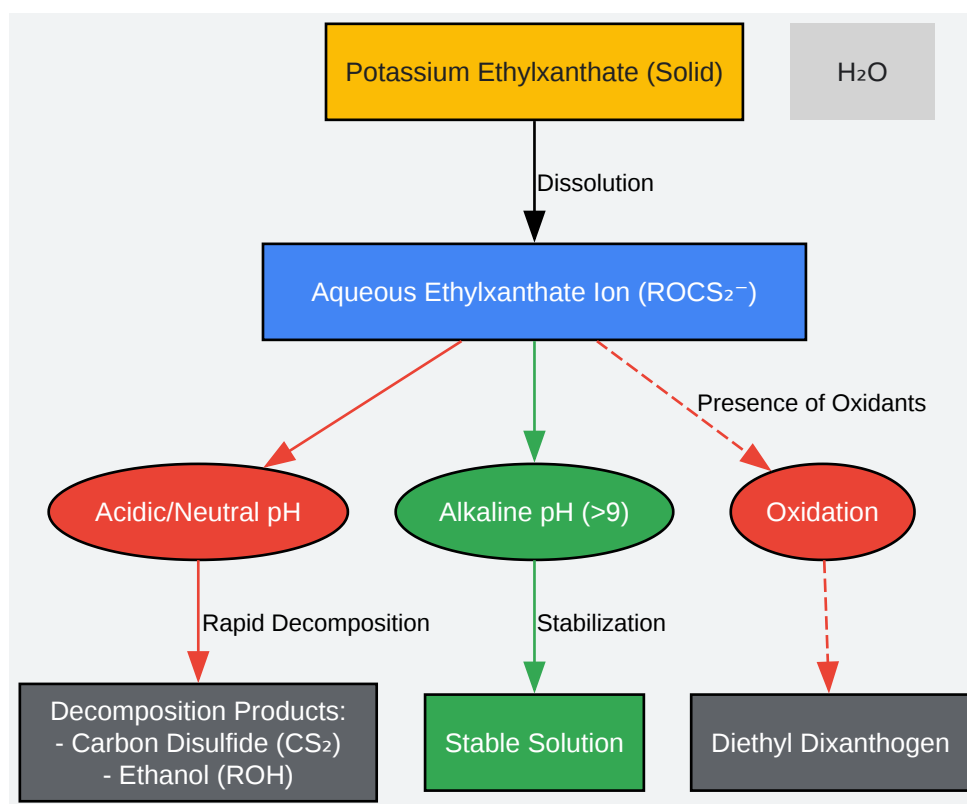 Potassium Ethylxanthate (Solid)
H₂O
Dissolution
Aqueous Ethylxanthate Ion (ROCS₂⁻)
Presence of Oxidants
Acidic/Neutral pH
Alkaline pH (>9)
Oxidation
Rapid Decomposition
Stabilization
Decomposition Products:
- Carbon Disulfide (CS₂)
- Ethanol (ROH)
Stable Solution
Diethyl Dixanthogen